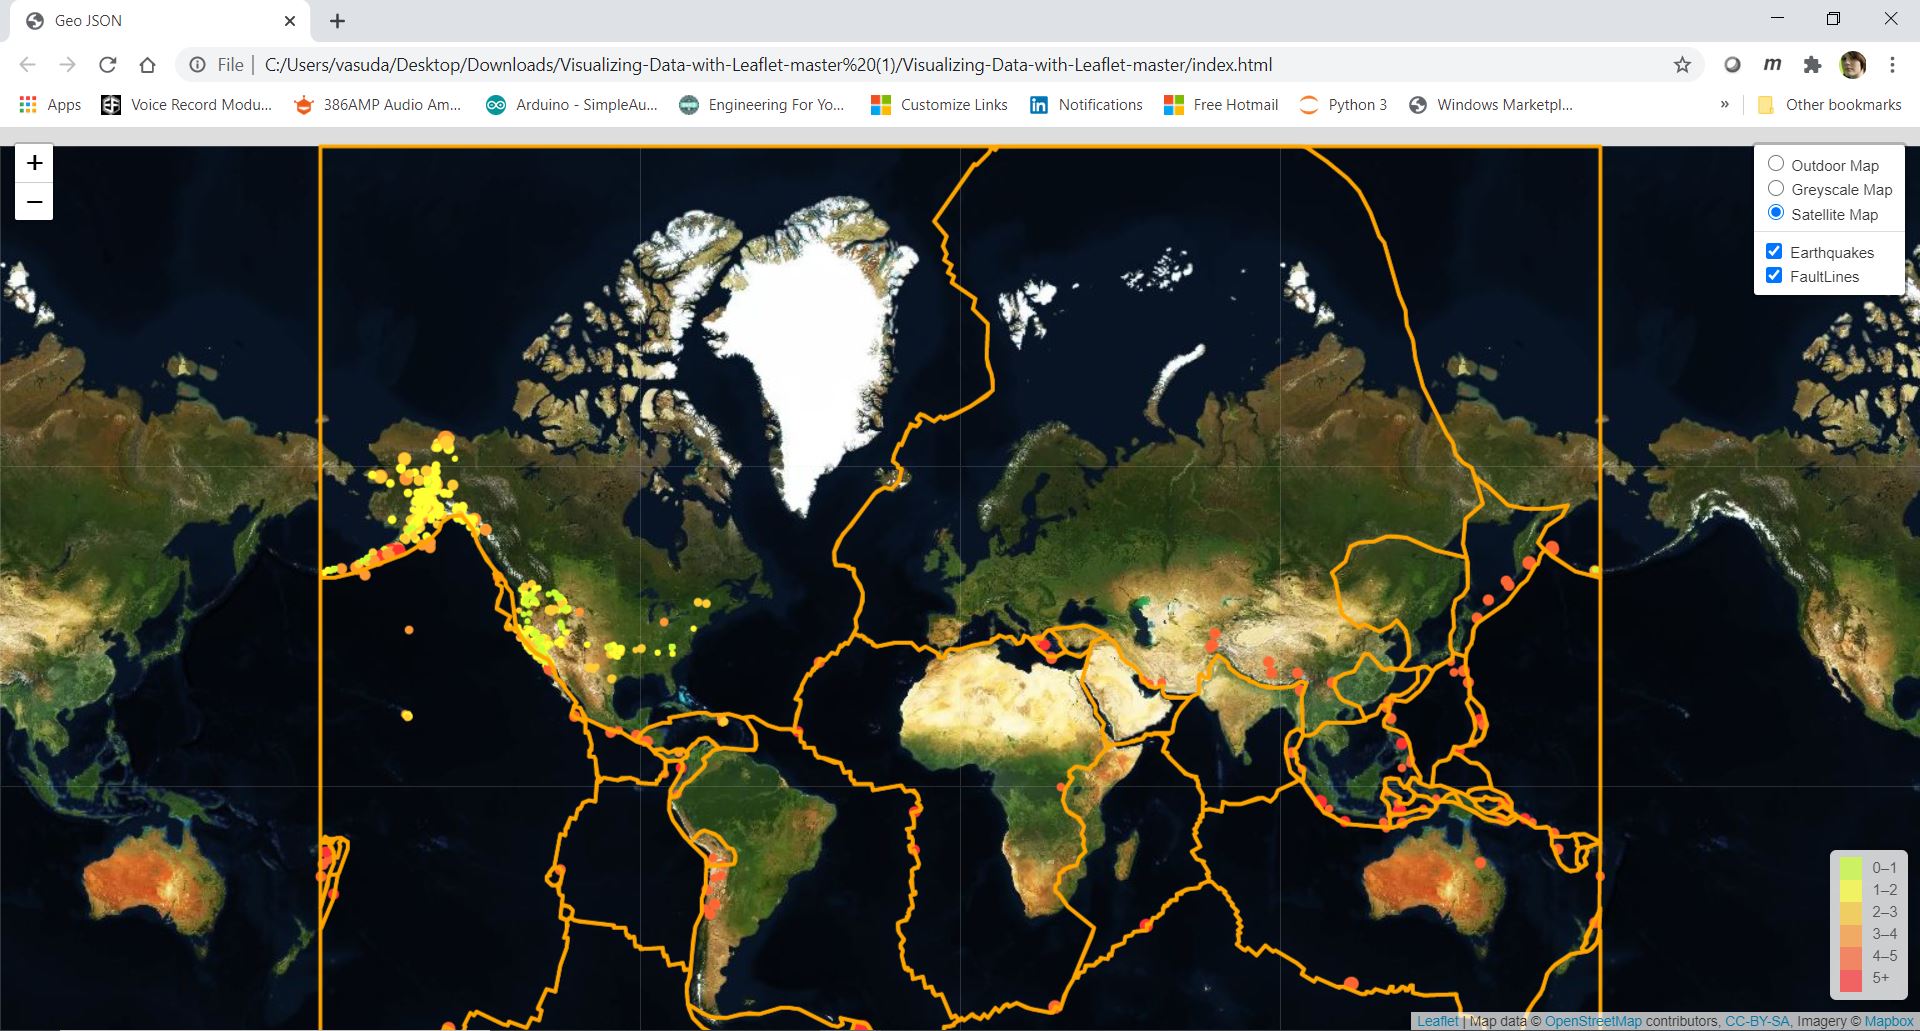 Geo JSON
File | C:/Users/vasuda/Desktop/Downloads/Visualizing-Data-with-Leaflet-master%20(1)/Visualizing-Data-with-Leaflet-master/index.html
Apps Voice Record Modu... 386AMP Audio Am... Arduino - SimpleAu... Engineering For Yo... Customize Links Notifications Free Hotmail Python 3 Windows Marketpl... » Other bookmarks
+
−
Outdoor Map
Greyscale Map
Satellite Map
Earthquakes
FaultLines
0–1
1–2
2–3
3–4
4–5
5+
Leaflet | Map data © OpenStreetMap contributors, CC-BY-SA, Imagery © Mapbox